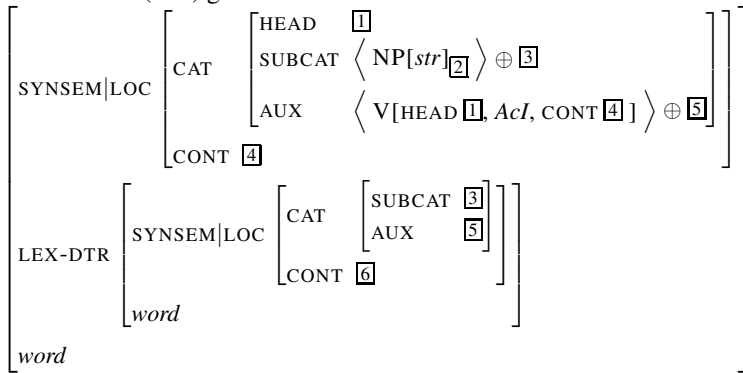 HEAD 1
SUBCAT ⟨ NP[str]2 ⟩ ⊕ 3
CAT
AUX ⟨ V[HEAD 1, AcI, CONT 4 ] ⟩ ⊕ 5
SYNSEM|LOC
CONT 4
SUBCAT 3
CAT
AUX 5
SYNSEM|LOC
CONT 6
LEX-DTR
word
word